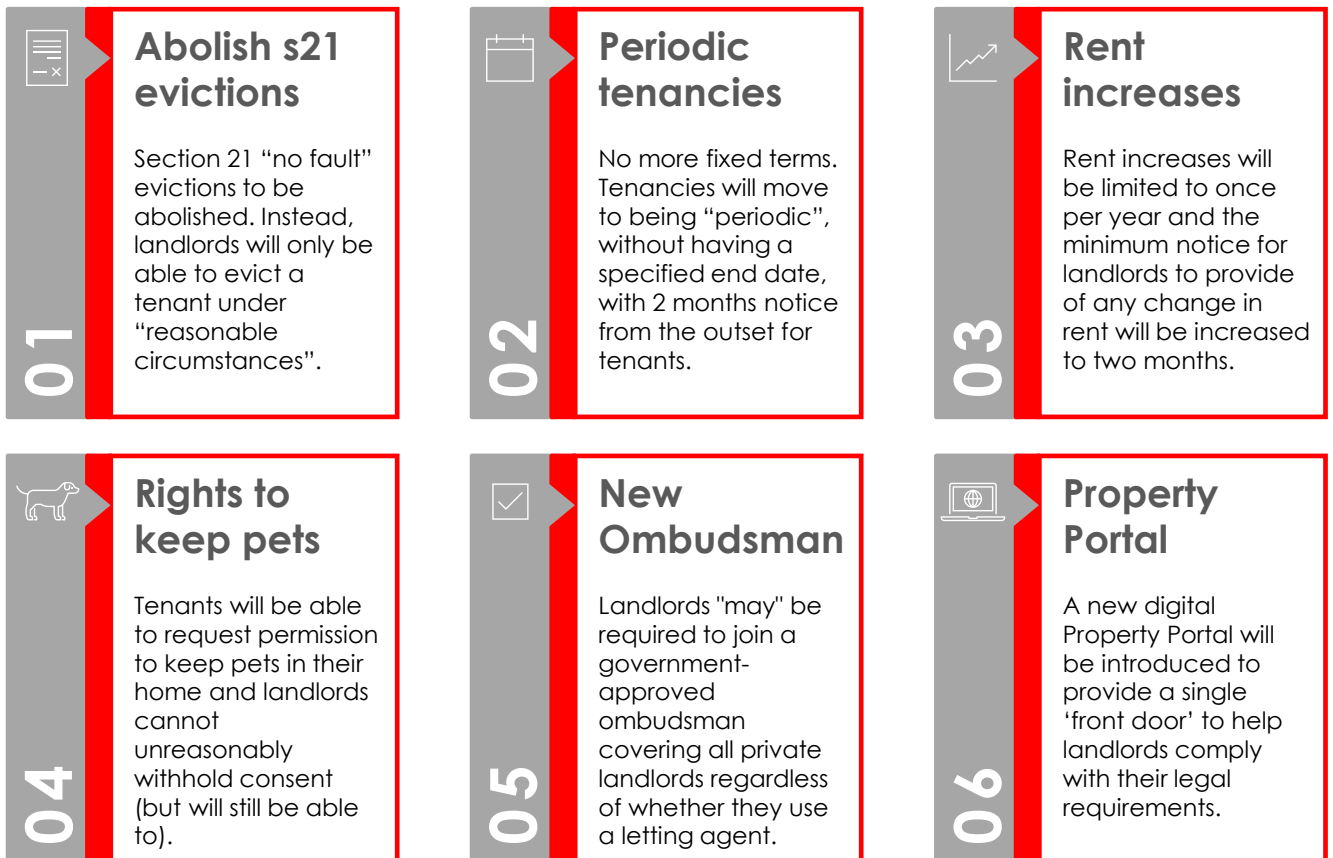 01
Abolish s21
evictions
Section 21 “no fault”
evictions to be
abolished. Instead,
landlords will only be
able to evict a
tenant under
“reasonable
circumstances”.
02
Periodic
tenancies
No more fixed terms.
Tenancies will move
to being “periodic”,
without having a
specified end date,
with 2 months notice
from the outset for
tenants.
03
Rent
increases
Rent increases will
be limited to once
per year and the
minimum notice for
landlords to provide
of any change in
rent will be increased
to two months.
04
Rights to
keep pets
Tenants will be able
to request permission
to keep pets in their
home and landlords
cannot
unreasonably
withhold consent
(but will still be able
to).
05
New
Ombudsman
Landlords "may" be
required to join a
government-
approved
ombudsman
covering all private
landlords regardless
of whether they use
a letting agent.
06
Property
Portal
A new digital
Property Portal will
be introduced to
provide a single
‘front door’ to help
landlords comply
with their legal
requirements.